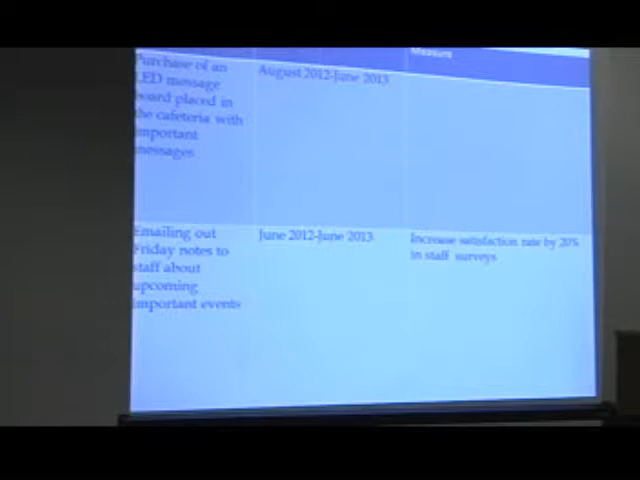 Measure
Purchase of an
LED message
board placed in
the cafeteria with
important
messages
August 2012-June 2013
Emailing out
Friday notes to
staff about
upcoming
important events
June 2012-June 2013
Increase satisfaction rate by 20%
in staff surveys